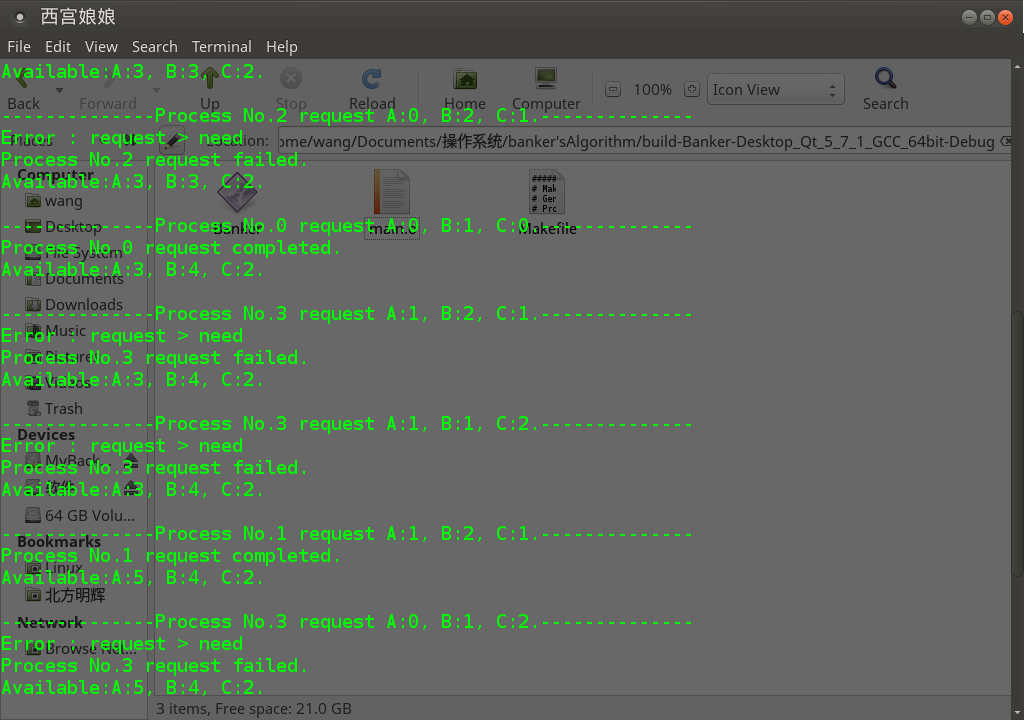 西宫娘娘
File Edit View Search Terminal Help
Available:A:3, B:3, C:2.
Back Forward Up Stop Reload Home Computer 100% Icon View Search
--------------Process No.2 request A:0, B:2, C:1.--------------
Error : request > need
Places Location: ome/wang/Documents/操作系统/banker'sAlgorithm/build-Banker-Desktop_Qt_5_7_1_GCC_64bit-Debug
Process No.2 request failed.
Computer
Available:A:3, B:3, C:2.
wang
--------------Process No.0 request A:0, B:1, C:0.--------------
Desktop Banker main.o Makefile
Process No.0 request completed.
File System
Available:A:3, B:4, C:2.
Documents
Downloads
--------------Process No.3 request A:1, B:2, C:1.--------------
Music
Error : request > need
Process No.3 request failed.
Pictures
Available:A:3, B:4, C:2.
Videos
Trash
--------------Process No.3 request A:1, B:1, C:2.--------------
Devices
Error : request > need
MyBack...
Process No.3 request failed.
软件
Available:A:3, B:4, C:2.
64 GB Volu...
--------------Process No.1 request A:1, B:2, C:1.--------------
Bookmarks
Process No.1 request completed.
Linux
Available:A:5, B:4, C:2.
北方明辉
--------------Process No.3 request A:0, B:1, C:2.--------------
Network
Error : request > need
Browse Net...
Process No.3 request failed.
Available:A:5, B:4, C:2.
3 items, Free space: 21.0 GB